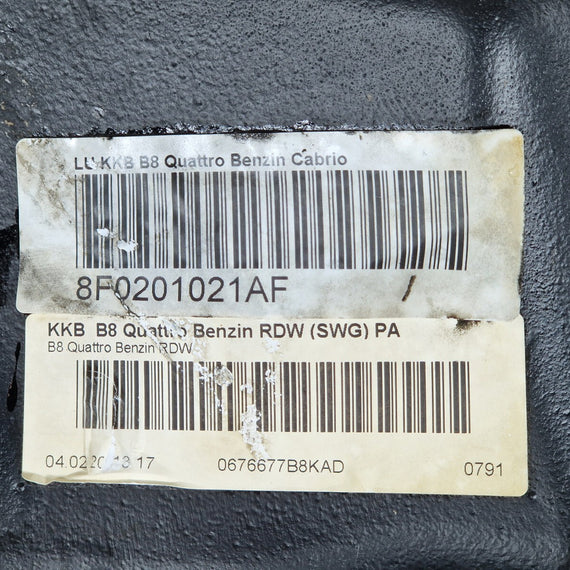 LU KKB B8 Quattro Benzin Cabrio
8F0201021AF /
KKB B8 Quattro Benzin RDW (SWG) PA
B8 Quattro Benzin RDW
0676677B8KAD 0791